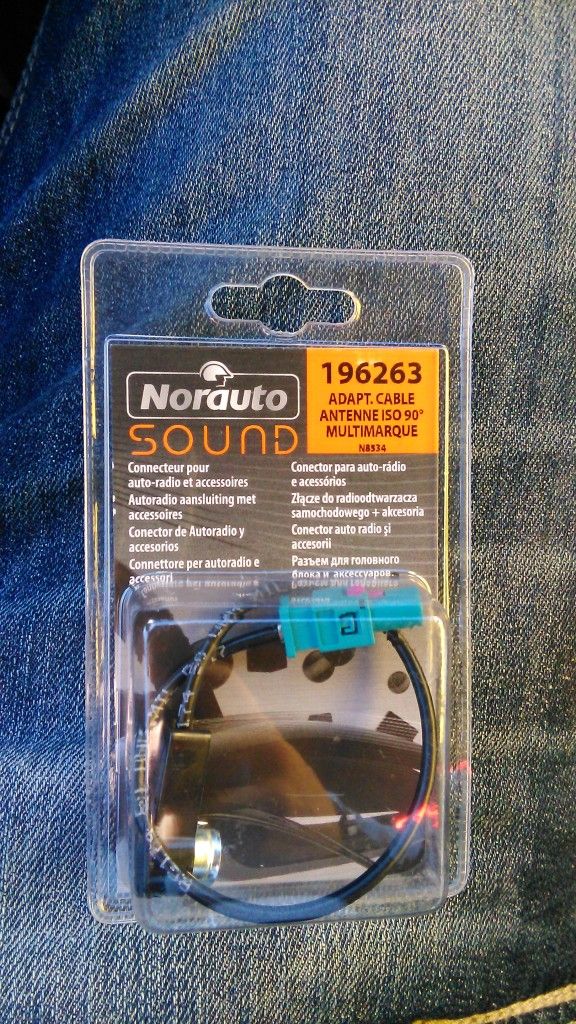 Norauto
SOUND
196263
ADAPT. CABLE
ANTENNE ISO 90°
MULTIMARQUE
NB534
Connecteur pour
auto-radio et accessoires
Autoradio aansluiting met
accessoires
Conector de Autoradio y
accesorios
Connettore per autoradio e
accessori
Conector para auto-rádio
e acessórios
Złącze do radioodtwarzacza
samochodowego + akcesoria
Conector auto radio şi
accesorii
Разъем для головного
блока и аксессуаров.